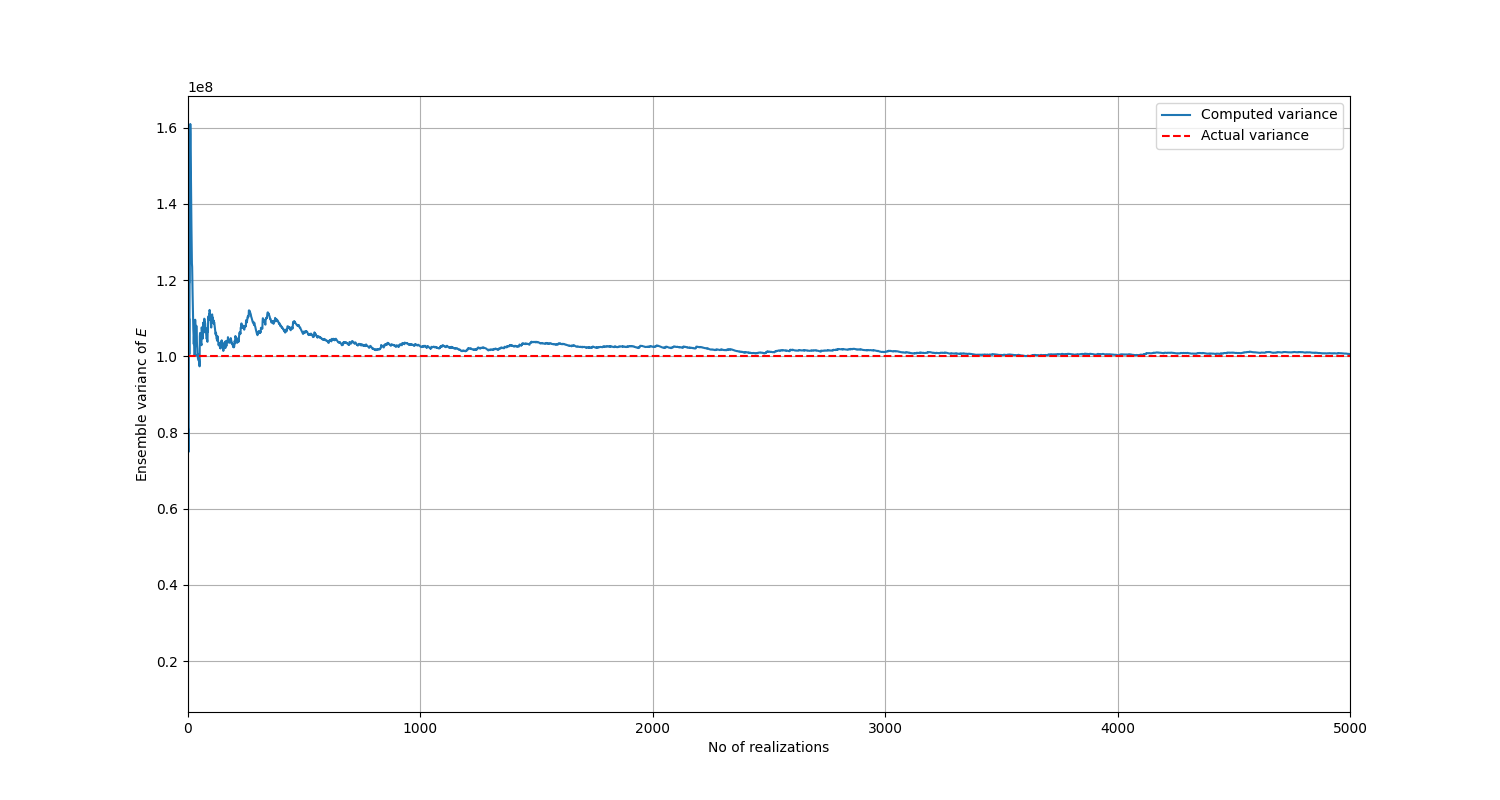 1e8
Computed variance
Actual variance
1.6
1.4
1.2
1.0
0.8
0.6
0.4
0.2
Ensemble variance of E
0
1000
2000
3000
4000
5000
No of realizations